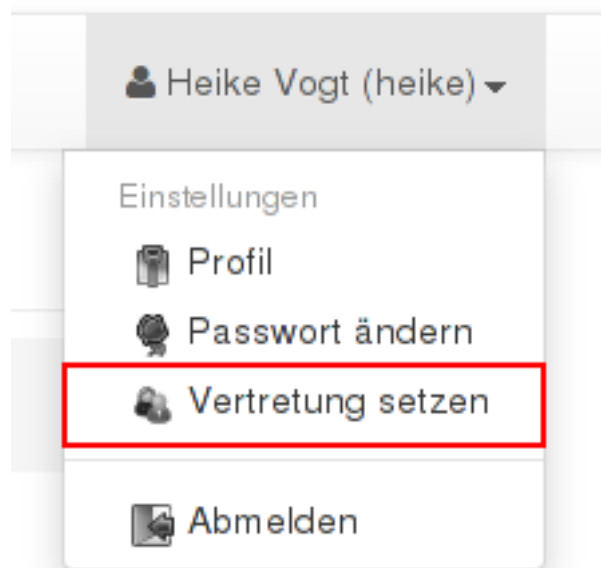 Heike Vogt (heike)
Einstellungen
Profil
Passwort ändern
Vertretung setzen
Abmelden